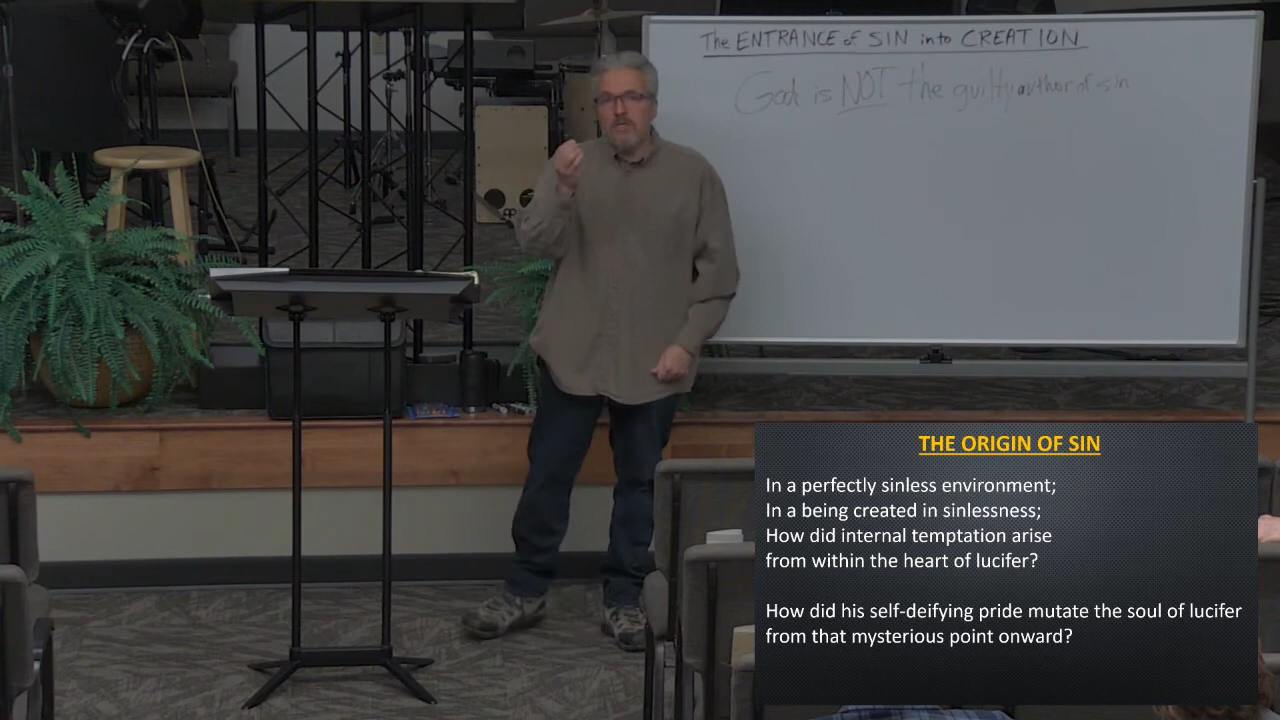 The ENTRANCE of SIN into CREATION
God is NOT the guilty author of sin
THE ORIGIN OF SIN
In a perfectly sinless environment;
In a being created in sinlessness;
How did internal temptation arise
from within the heart of lucifer?
How did his self-deifying pride mutate the soul of lucifer
from that mysterious point onward?